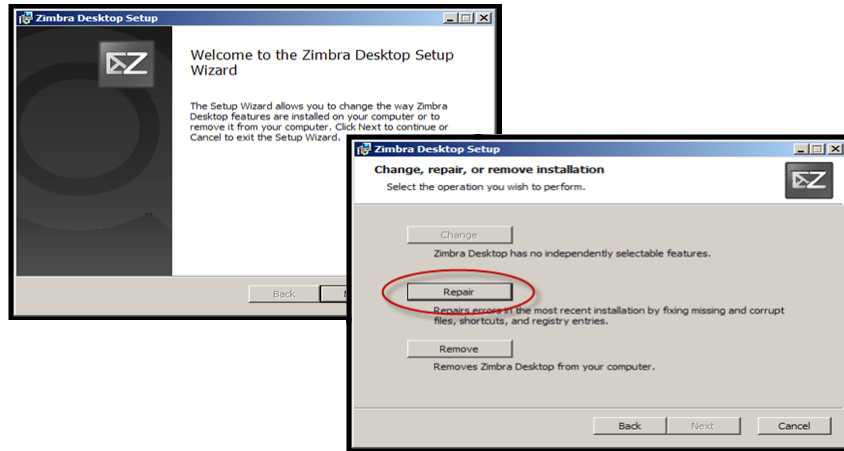 Zimbra Desktop Setup
Welcome to the Zimbra Desktop Setup
Wizard
The Setup Wizard allows you to change the way Zimbra
Desktop features are installed on your computer or to
remove it from your computer. Click Next to continue or
Cancel to exit the Setup Wizard.
Back
Zimbra Desktop Setup
Change, repair, or remove installation
Select the operation you wish to perform.
Change
Zimbra Desktop has no independently selectable features.
Repair
Repairs errors in the most recent installation by fixing missing and corrupt
files, shortcuts, and registry entries.
Remove
Removes Zimbra Desktop from your computer.
Back
Next
Cancel